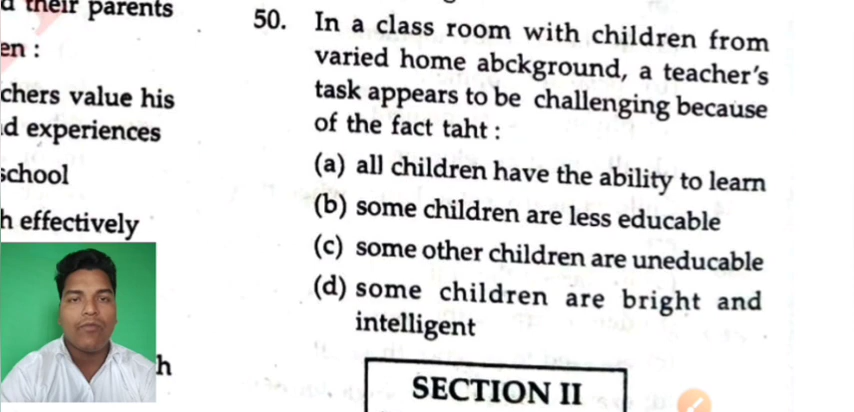 d their parents
en :
chers value his
d experiences
school
h effectively
h
50. In a class room with children from
varied home abckground, a teacher's
task appears to be challenging because
of the fact taht :
(a) all children have the ability to learn
(b) some children are less educable
(c) some other children are uneducable
(d) some children are bright and
intelligent
SECTION II